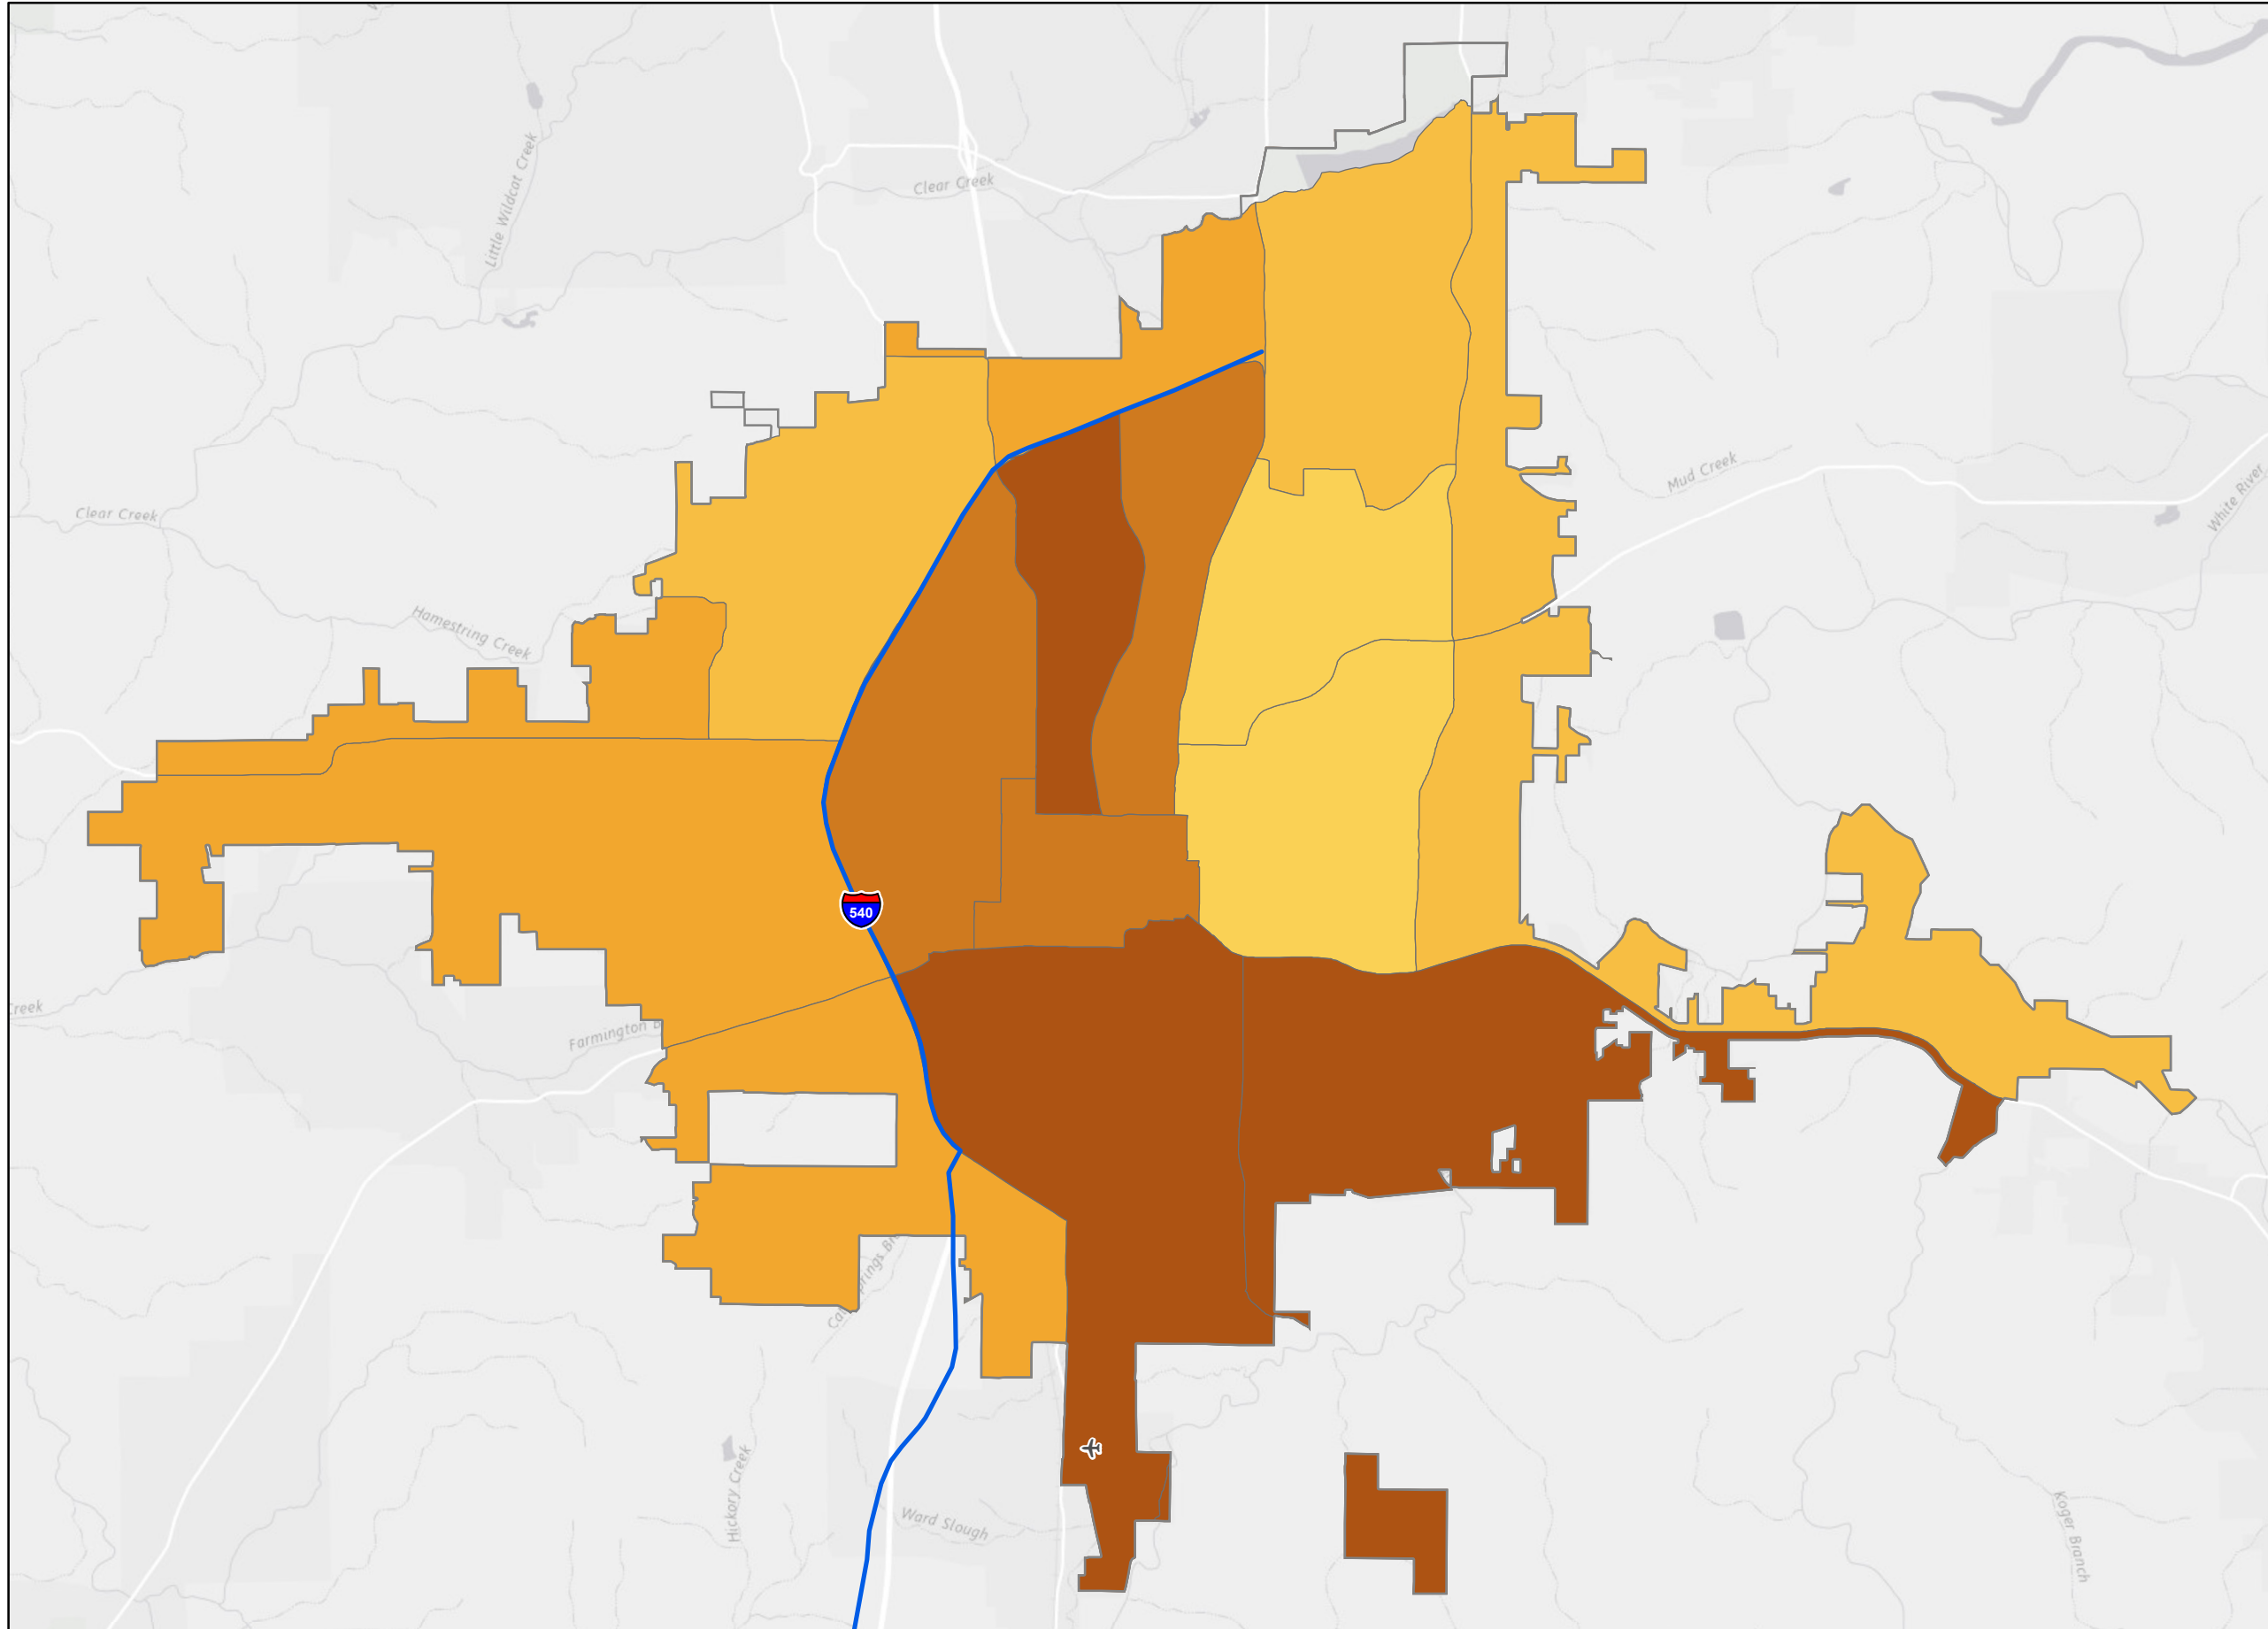 Little Wildcat Creek
Clear Creek
Mud Creek
White River
Clear Creek
Hamestring Creek
540
Creek
Farmington B
Hickory Creek
Ward Slough
Koger Branch